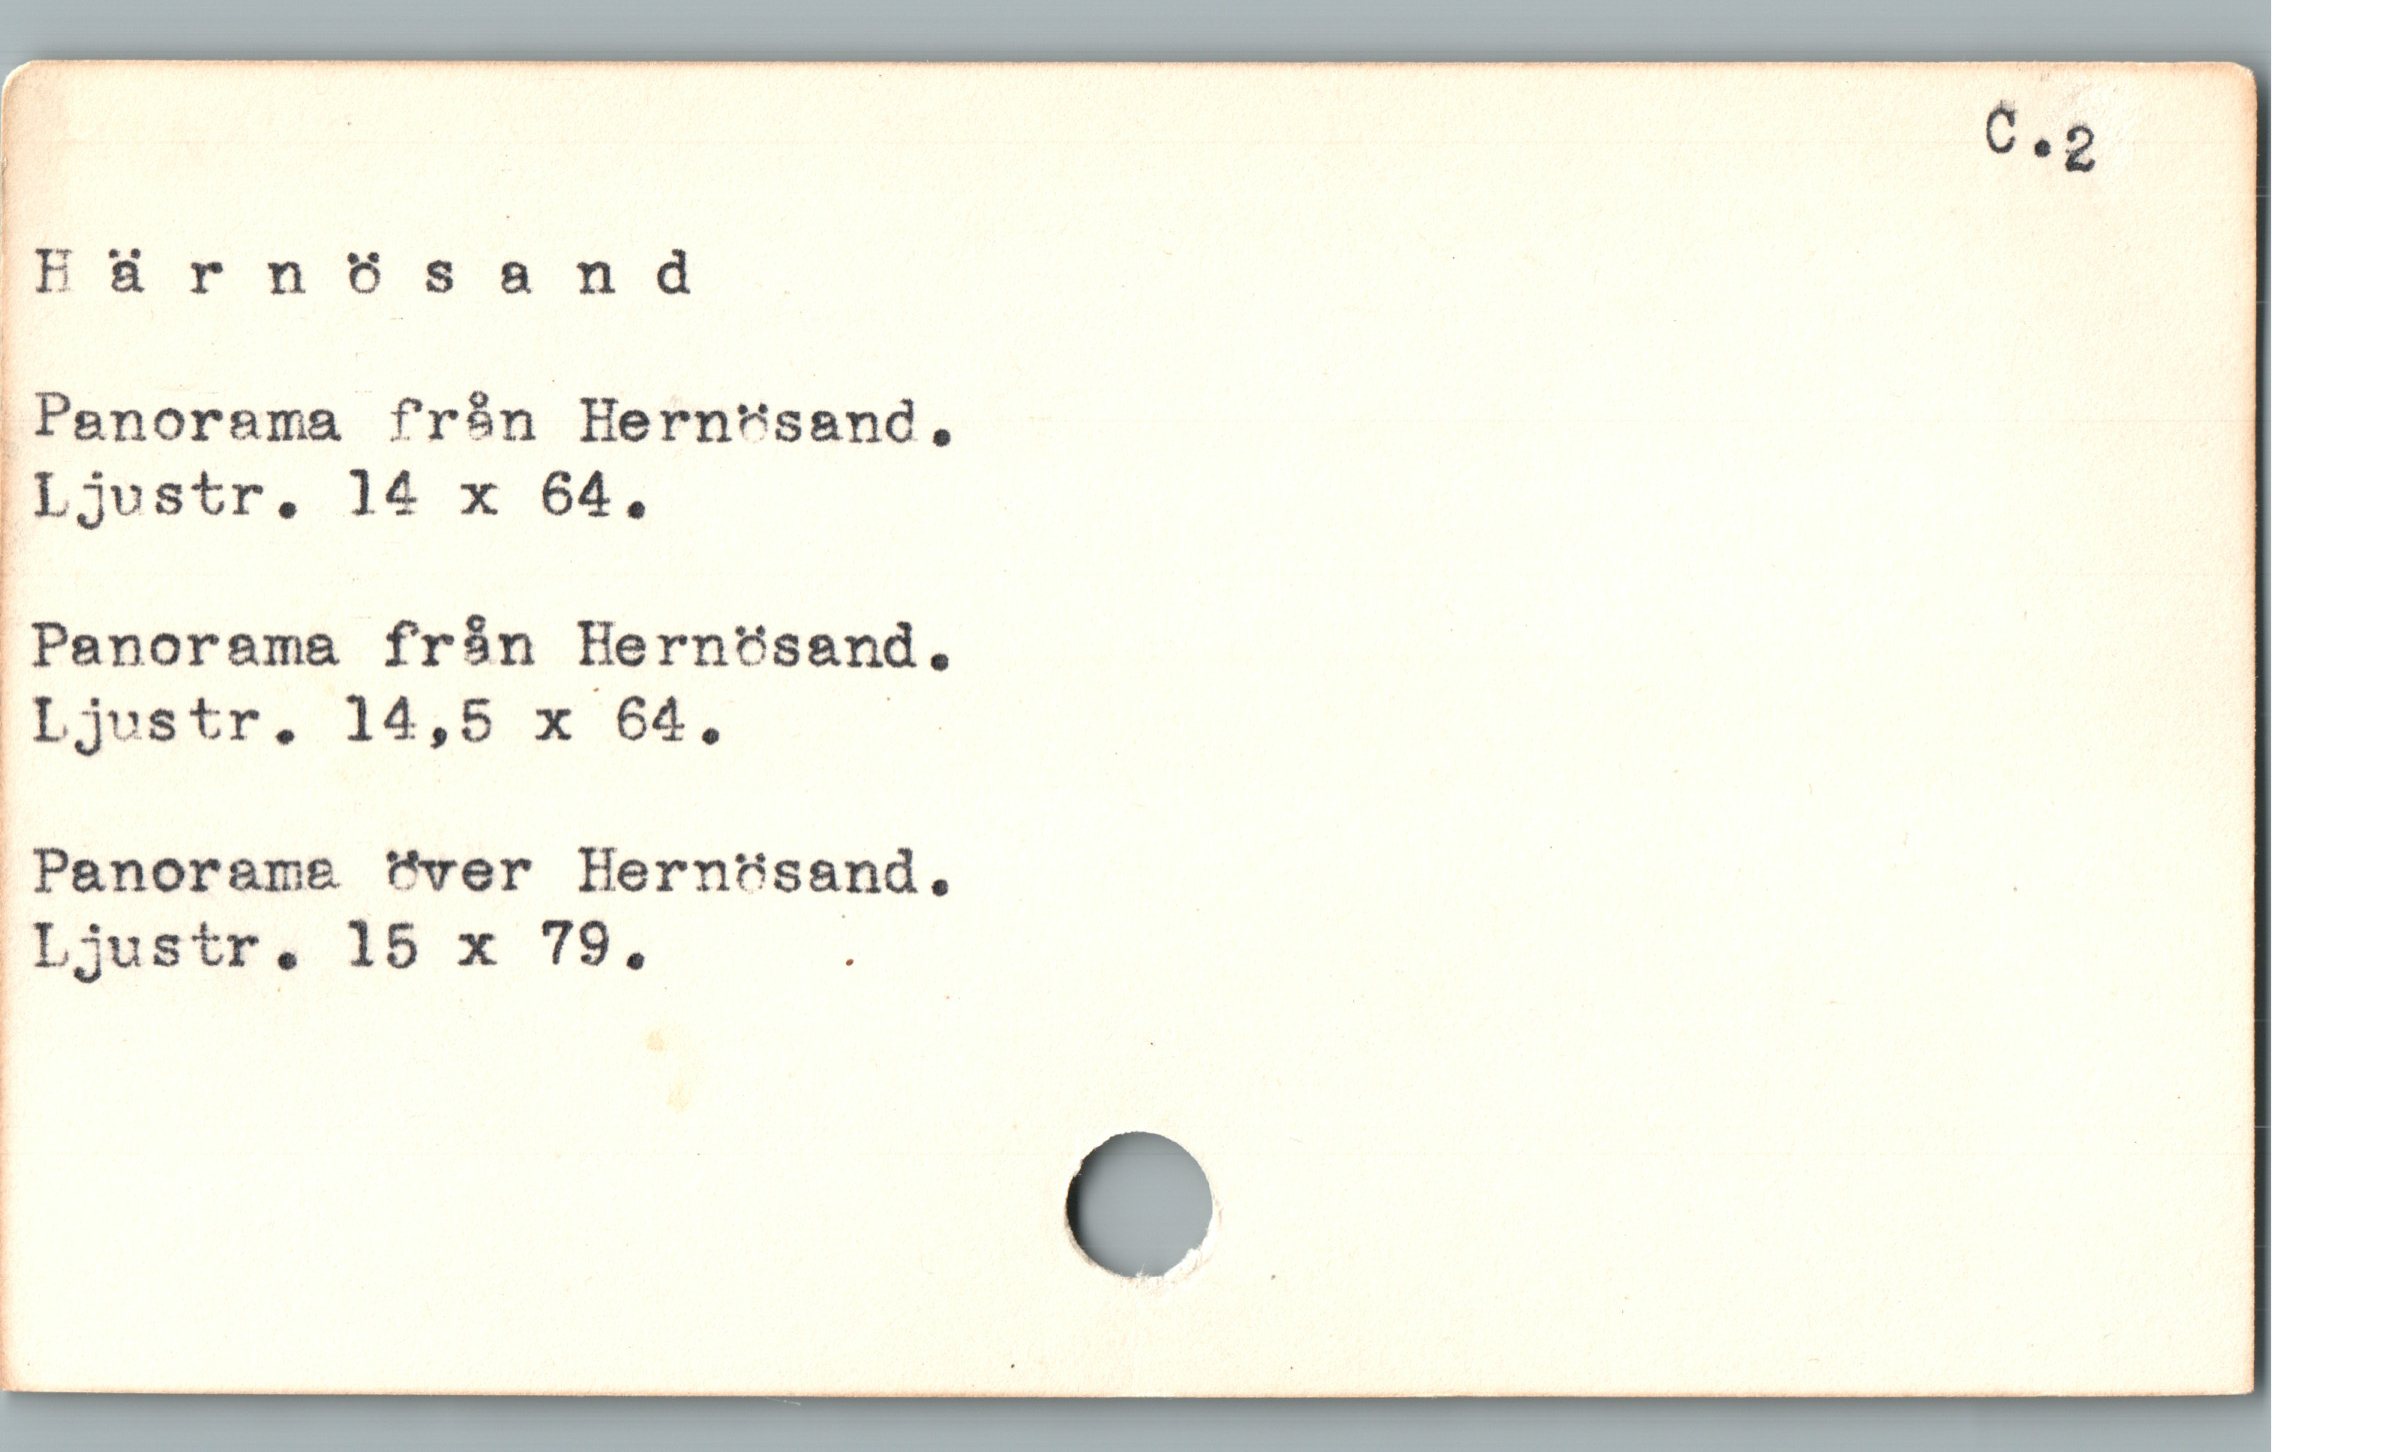 C.2
H ä r n ö s a n d
Panorama från Hernösand.
Ljustr. 14 x 64.
Panorama från Hernösand.
Ljustr. 14,5 x 64.
Panorama över Hernösand.
Ljustr. 15 x 79.